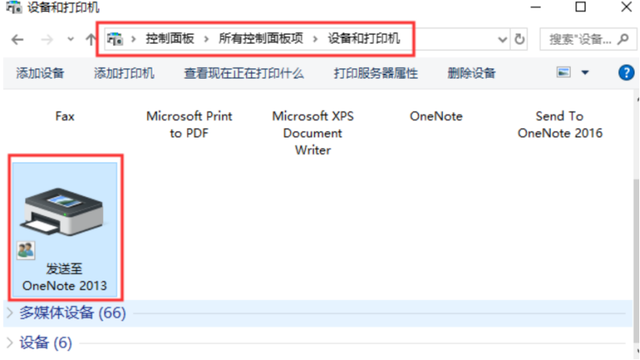 设备和打印机
控制面板 > 所有控制面板项 > 设备和打印机
搜索"设备...
添加设备 添加打印机 查看现在正在打印什么 打印服务器属性 删除设备
Fax
Microsoft Print
to PDF
Microsoft XPS
Document
Writer
OneNote
Send To
OneNote 2016
发送至
OneNote 2013
多媒体设备 (66)
设备 (6)